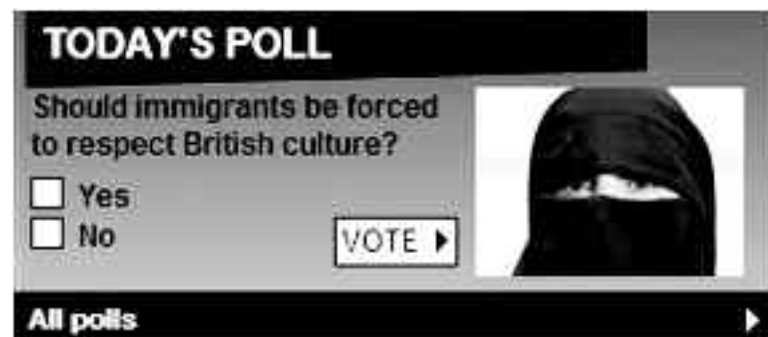 TODAY'S POLL
Should immigrants be forced
to respect British culture?
Yes
No
VOTE
All polls